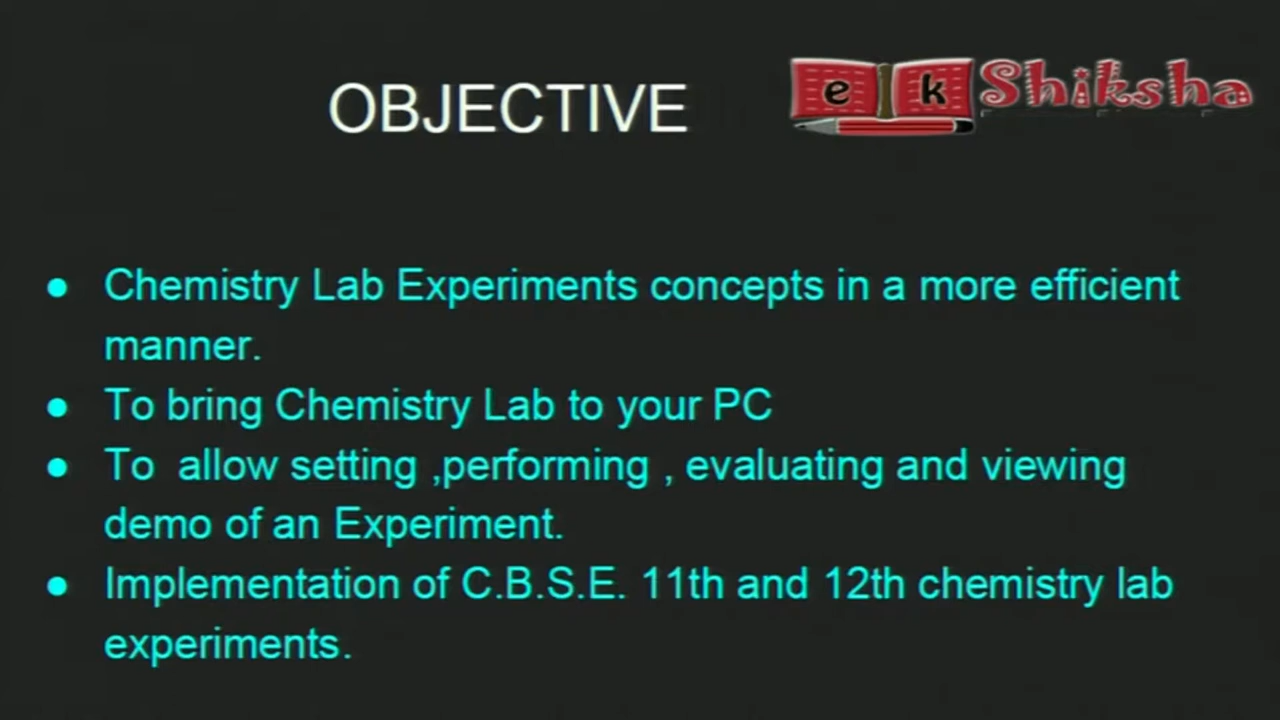 OBJECTIVE
e k Shiksha
● Chemistry Lab Experiments concepts in a more efficient
manner.
● To bring Chemistry Lab to your PC
● To allow setting ,performing , evaluating and viewing
demo of an Experiment.
● Implementation of C.B.S.E. 11th and 12th chemistry lab
experiments.